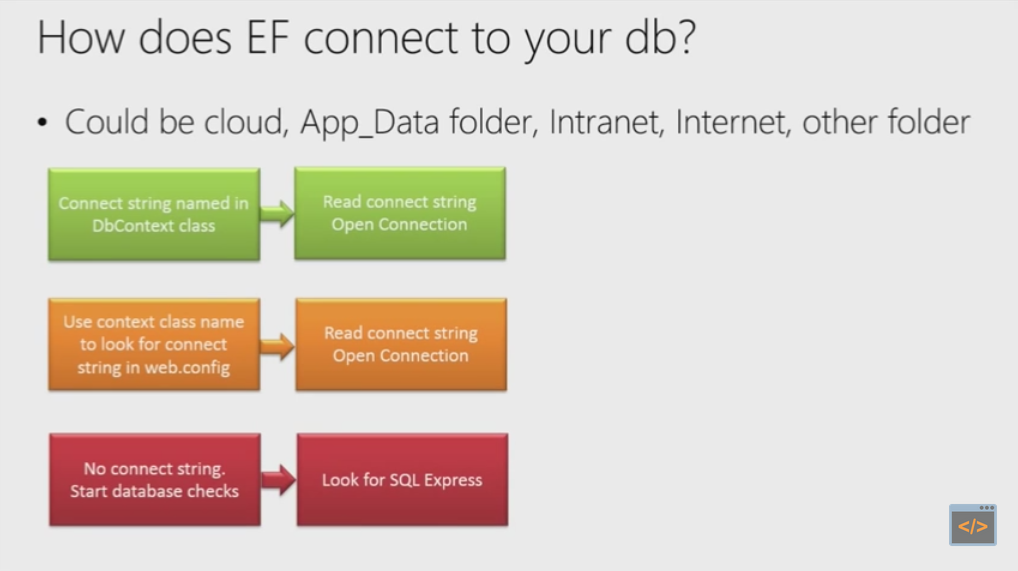 How does EF connect to your db?
• Could be cloud, App_Data folder, Intranet, Internet, other folder
Connect string named in
DbContext class
Read connect string
Open Connection
Use context class name
to look for connect
string in web.config
Read connect string
Open Connection
No connect string.
Start database checks
Look for SQL Express
</>